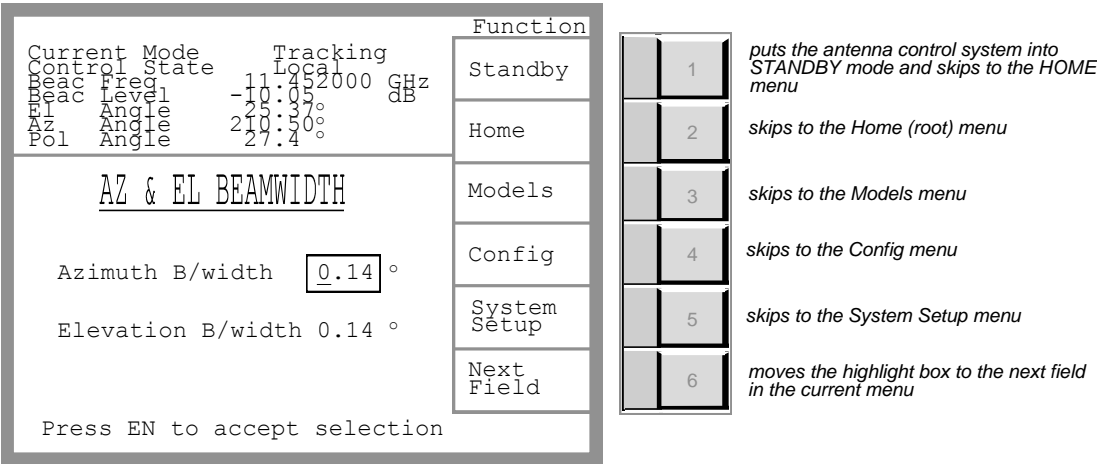 Function
Current Mode Tracking
Control State Local
Beac Freq 11.452000 GHz
Beac Level -10.05 dB
El Angle 25.37°
Az Angle 210.50°
Pol Angle 27.4 °
AZ & EL BEAMWIDTH
Azimuth B/width 0.14 °
Elevation B/width 0.14 °
Press EN to accept selection
Standby
Home
Models
Config
System
Setup
Next
Field
1
puts the antenna control system into
STANDBY mode and skips to the HOME
menu
2
skips to the Home (root) menu
3
skips to the Models menu
4
skips to the Config menu
5
skips to the System Setup menu
6
moves the highlight box to the next field
in the current menu